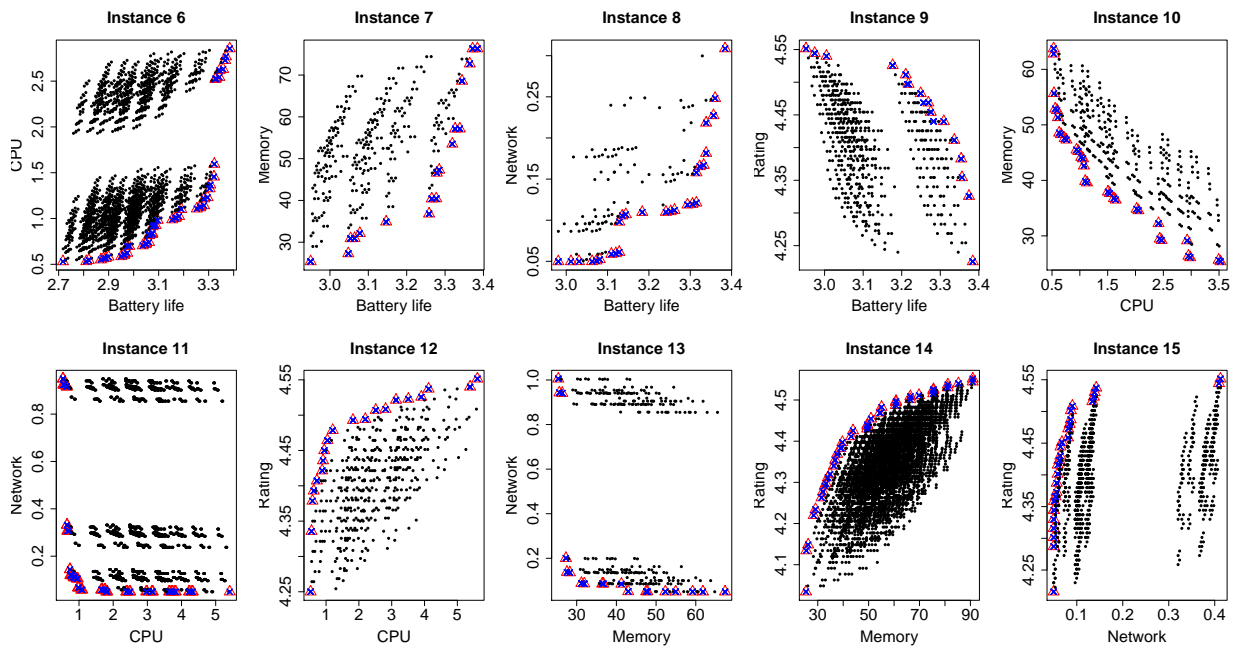 Instance 6
CPU
0.5 1.0 1.5 2.0 2.5
2.7 2.9 3.1 3.3
Battery life
Instance 7
Memory
30 40 50 60 70
3.0 3.1 3.2 3.3 3.4
Battery life
Instance 8
Network
0.05 0.15 0.25
3.0 3.1 3.2 3.3 3.4
Battery life
Instance 9
Rating
4.25 4.35 4.45 4.55
3.0 3.1 3.2 3.3 3.4
Battery life
Instance 10
Memory
30 40 50 60
0.5 1.5 2.5 3.5
CPU
Instance 11
Network
0.2 0.4 0.6 0.8
1 2 3 4 5
CPU
Instance 12
Rating
4.25 4.35 4.45 4.55
1 2 3 4 5
CPU
Instance 13
Network
0.2 0.4 0.6 0.8 1.0
30 40 50 60
Memory
Instance 14
Rating
4.1 4.2 4.3 4.4 4.5
30 50 70 90
Memory
Instance 15
Rating
4.25 4.35 4.45 4.55
0.1 0.2 0.3 0.4
Network